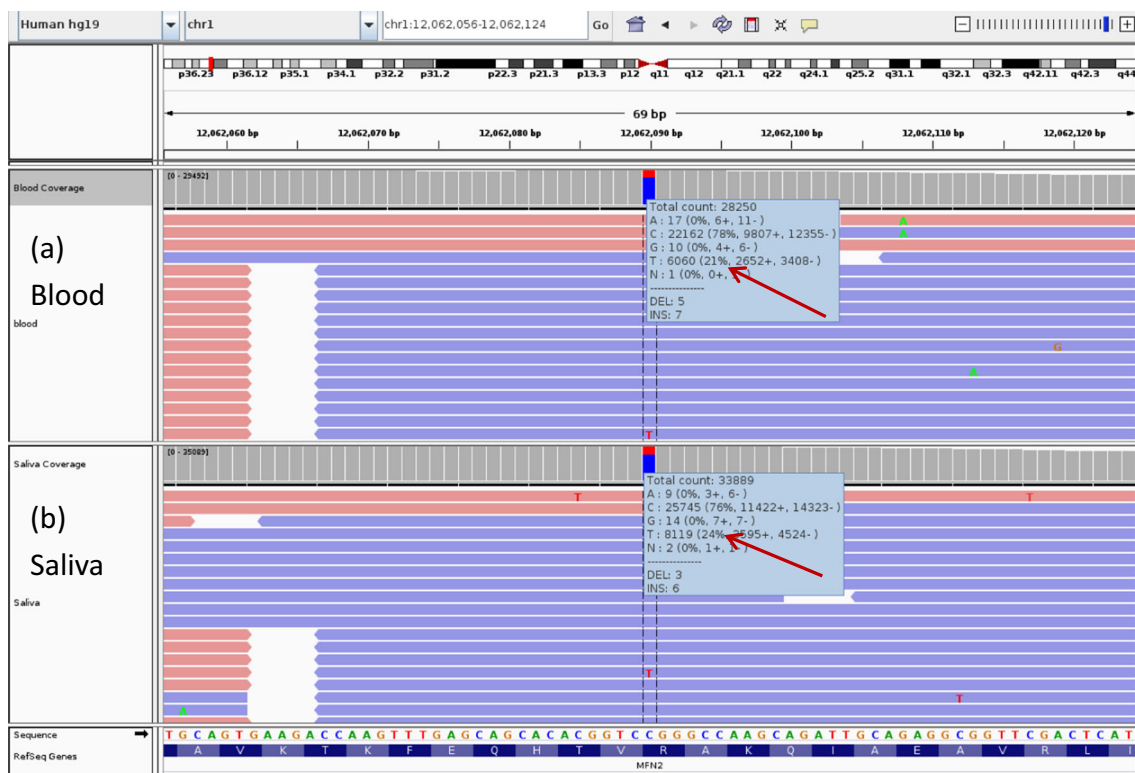 Human hg19 chr1 chr1:12,062,056-12,062,124 Go
p36.23 p36.12 p35.1 p34.1 p32.2 p31.2 p22.3 p21.3 p13.3 p12 q11 q12 q21.1 q22 q24.1 q25.2 q31.1 q32.1 q32.3 q42.11 q42.3 q44
69 bp
12,062,060 bp 12,062,070 bp 12,062,080 bp 12,062,090 bp 12,062,100 bp 12,062,110 bp 12,062,120 bp
Blood Coverage
[0 - 29492]
Total count: 28250
A : 17 (0%, 6+, 11- )
C : 22162 (78%, 9807+, 12355- )
G : 10 (0%, 4+, 6- )
T : 6060 (21%, 2652+, 3408- )
N : 1 (0%, 0+,
---------------
DEL: 5
INS: 7
A
A
(a)
Blood
blood
G
A
T
Saliva Coverage
[0 - 35089]
Total count: 33889
A : 9 (0%, 3+, 6- )
C : 25745 (76%, 11422+, 14323- )
G : 14 (0%, 7+, 7- )
T : 8119 (24%, 3595+, 4524- )
N : 2 (0%, 1+, 1- )
---------------
DEL: 3
INS: 6
T T
(b)
Saliva
Saliva
T
T
A
Sequence
T G C A G T G A A G A C C A A G T T T G A G C A G C A C A C G G T C C G G G C C A A G C A G A T T G C A G A G G C G G T T C G A C T C A T
RefSeq Genes
A V K T K F E Q H T V R A K Q I A E A V R L I
MFN2